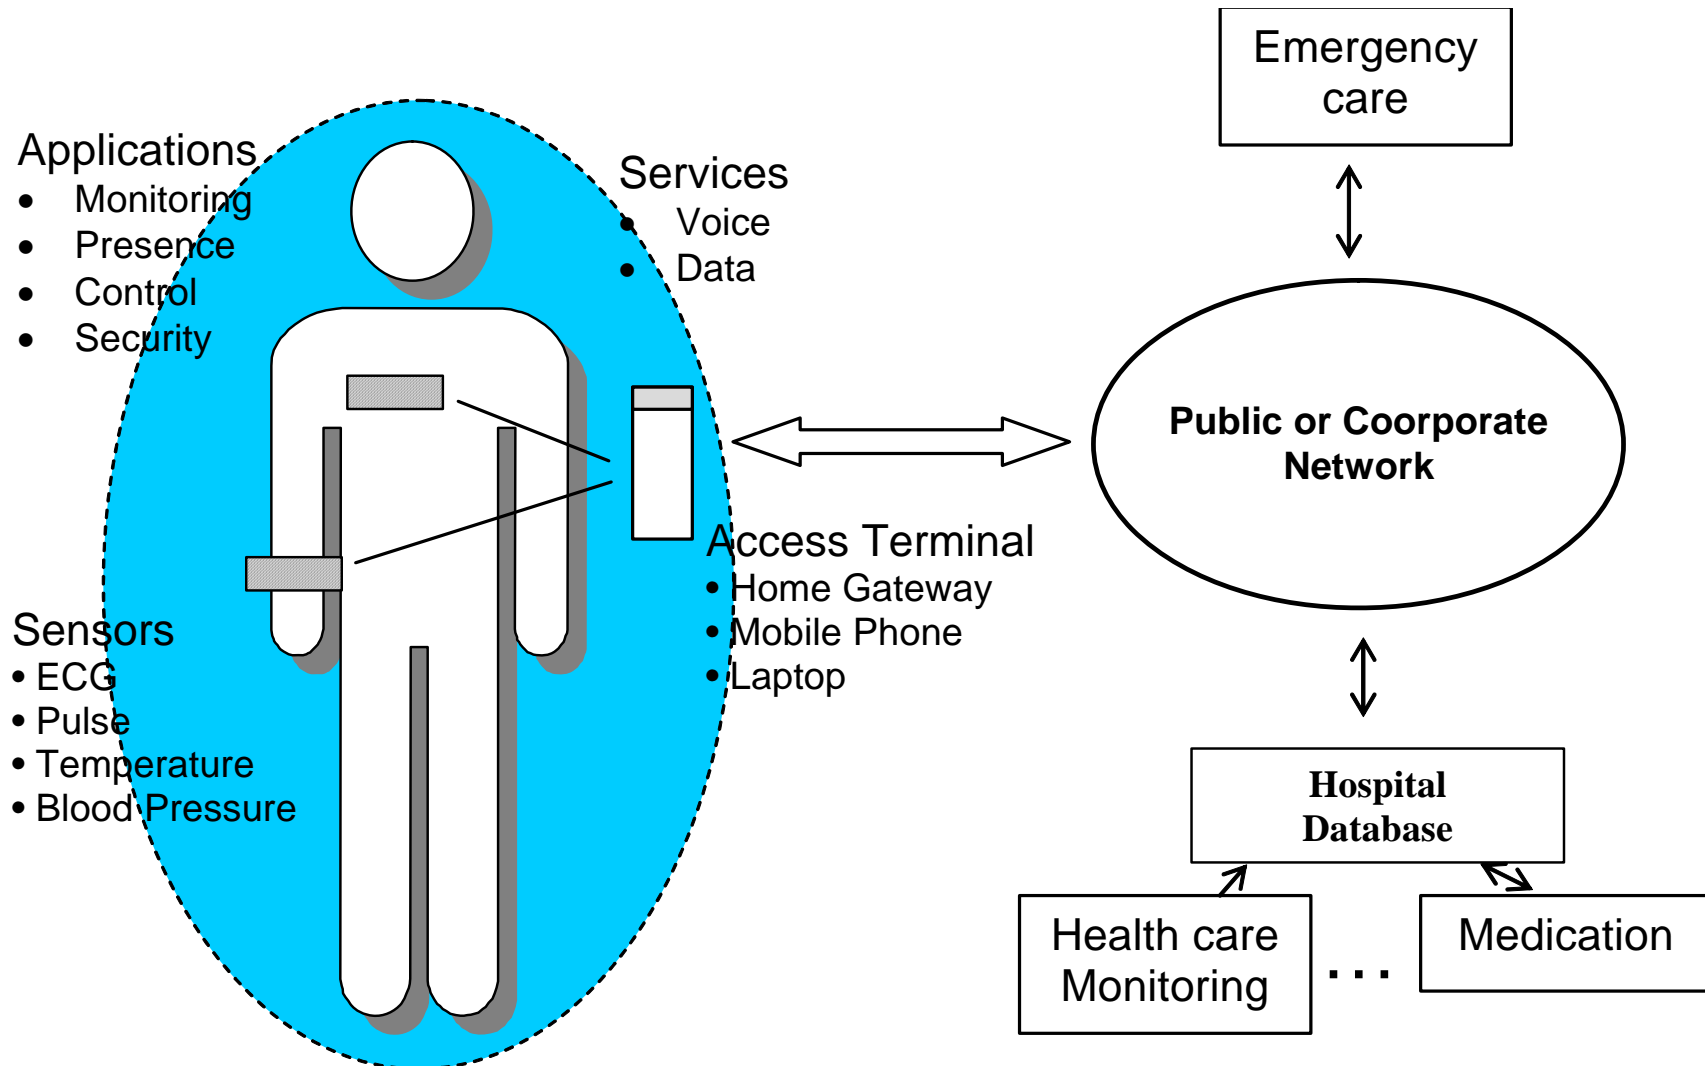 Applications
• Monitoring
• Presence
• Control
• Security
Services
• Voice
• Data
Sensors
• ECG
• Pulse
• Temperature
• Blood Pressure
Access Terminal
• Home Gateway
• Mobile Phone
• Laptop
Emergency
care
Public or Coorporate
Network
Hospital
Database
Health care
Monitoring
...
Medication